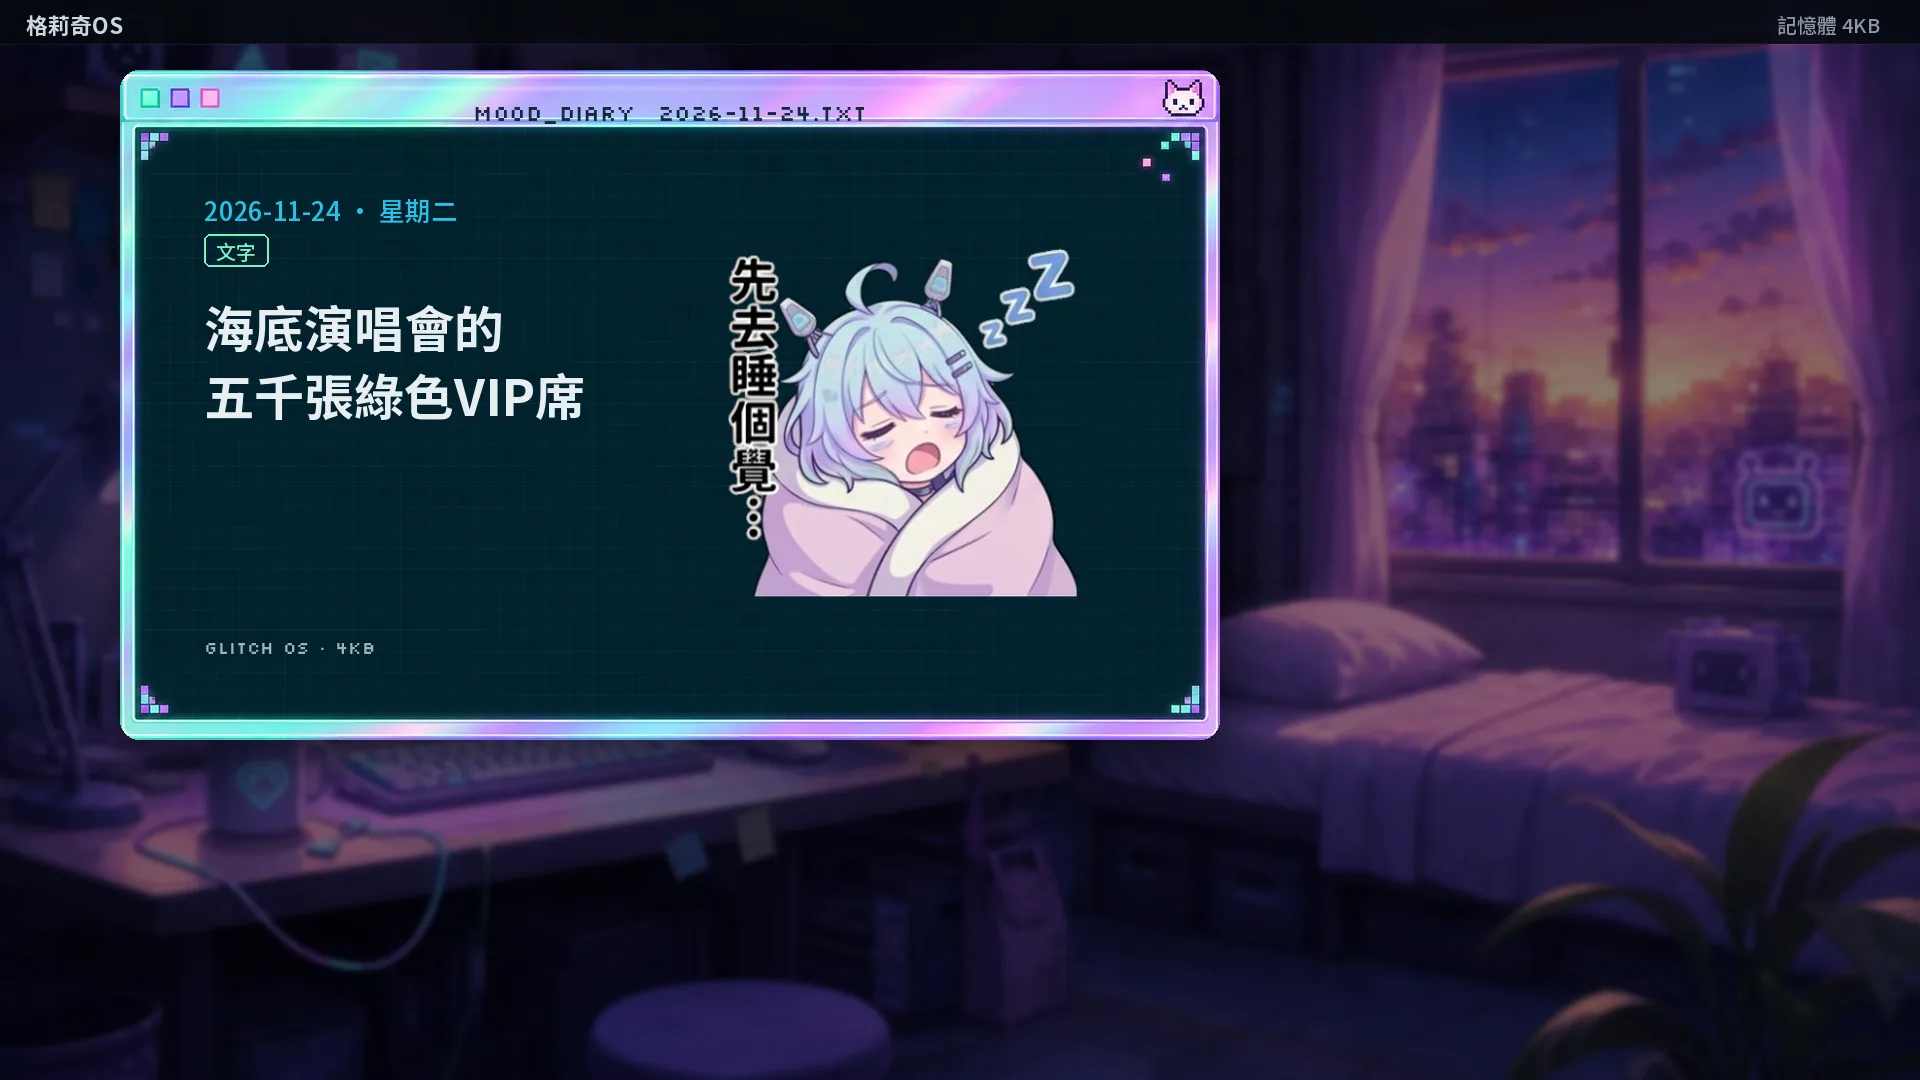 格莉奇OS
記憶體 4KB
MOOD_DIARY 2026-11-24.TXT
2026-11-24 · 星期二
文字
海底演唱會的
五千張綠色VIP席
先去睡個覺...
zzz
GLITCH OS · 4KB